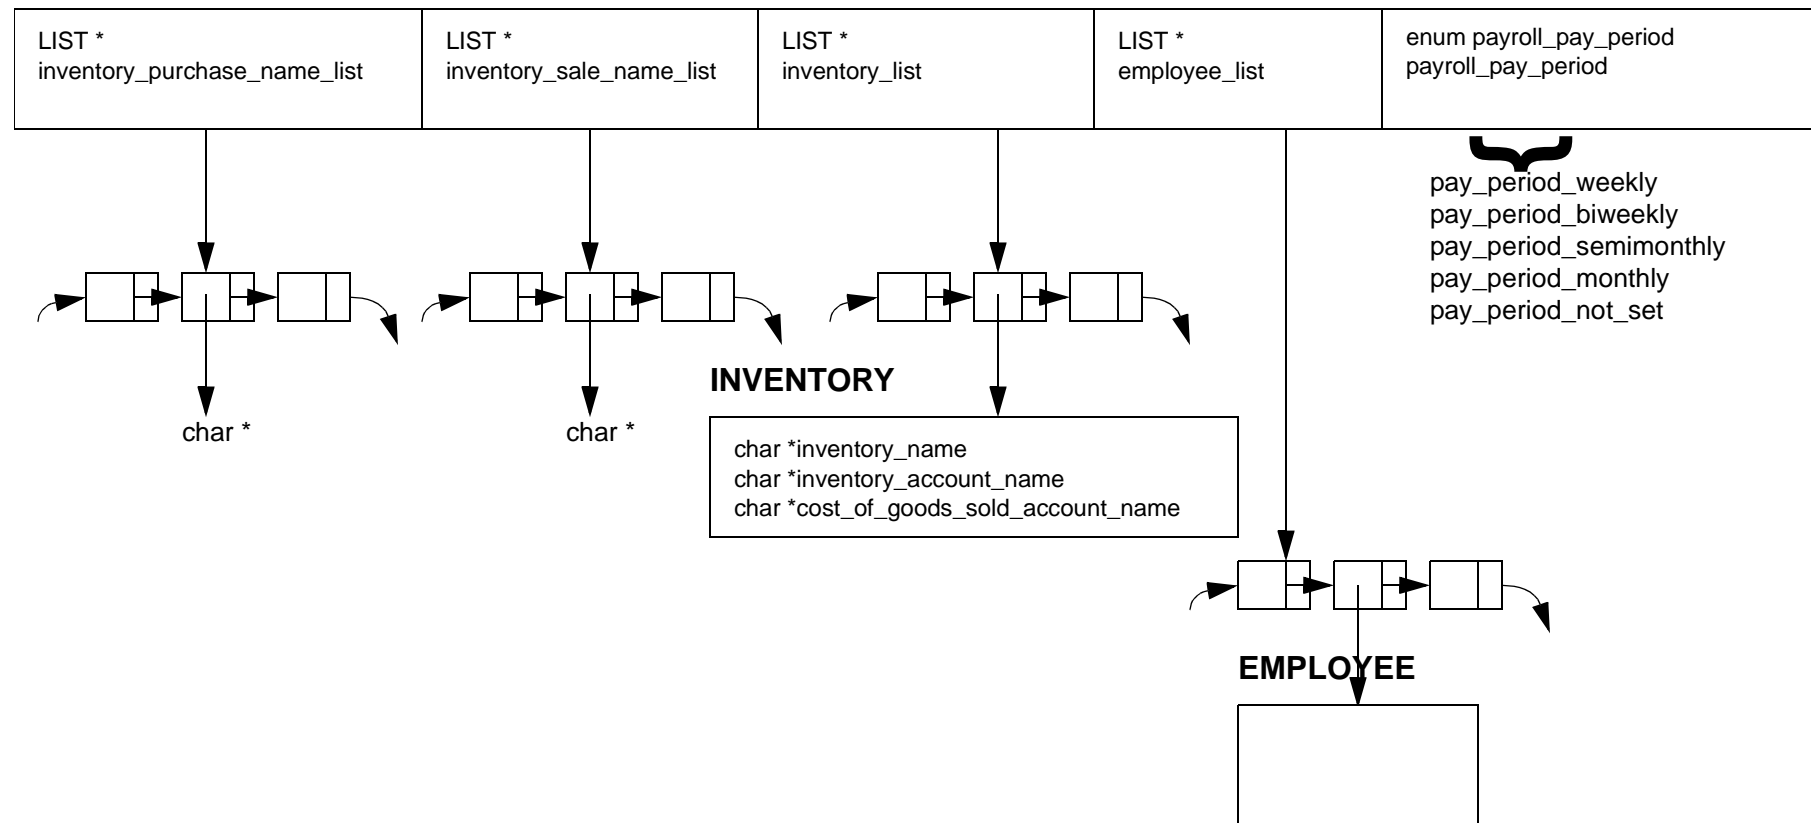 LIST *
inventory_purchase_name_list
LIST *
inventory_sale_name_list
LIST *
inventory_list
LIST *
employee_list
enum payroll_pay_period
payroll_pay_period
pay_period_weekly
pay_period_biweekly
pay_period_semimonthly
pay_period_monthly
pay_period_not_set
char *
char *
INVENTORY
char *inventory_name
char *inventory_account_name
char *cost_of_goods_sold_account_name
EMPLOYEE